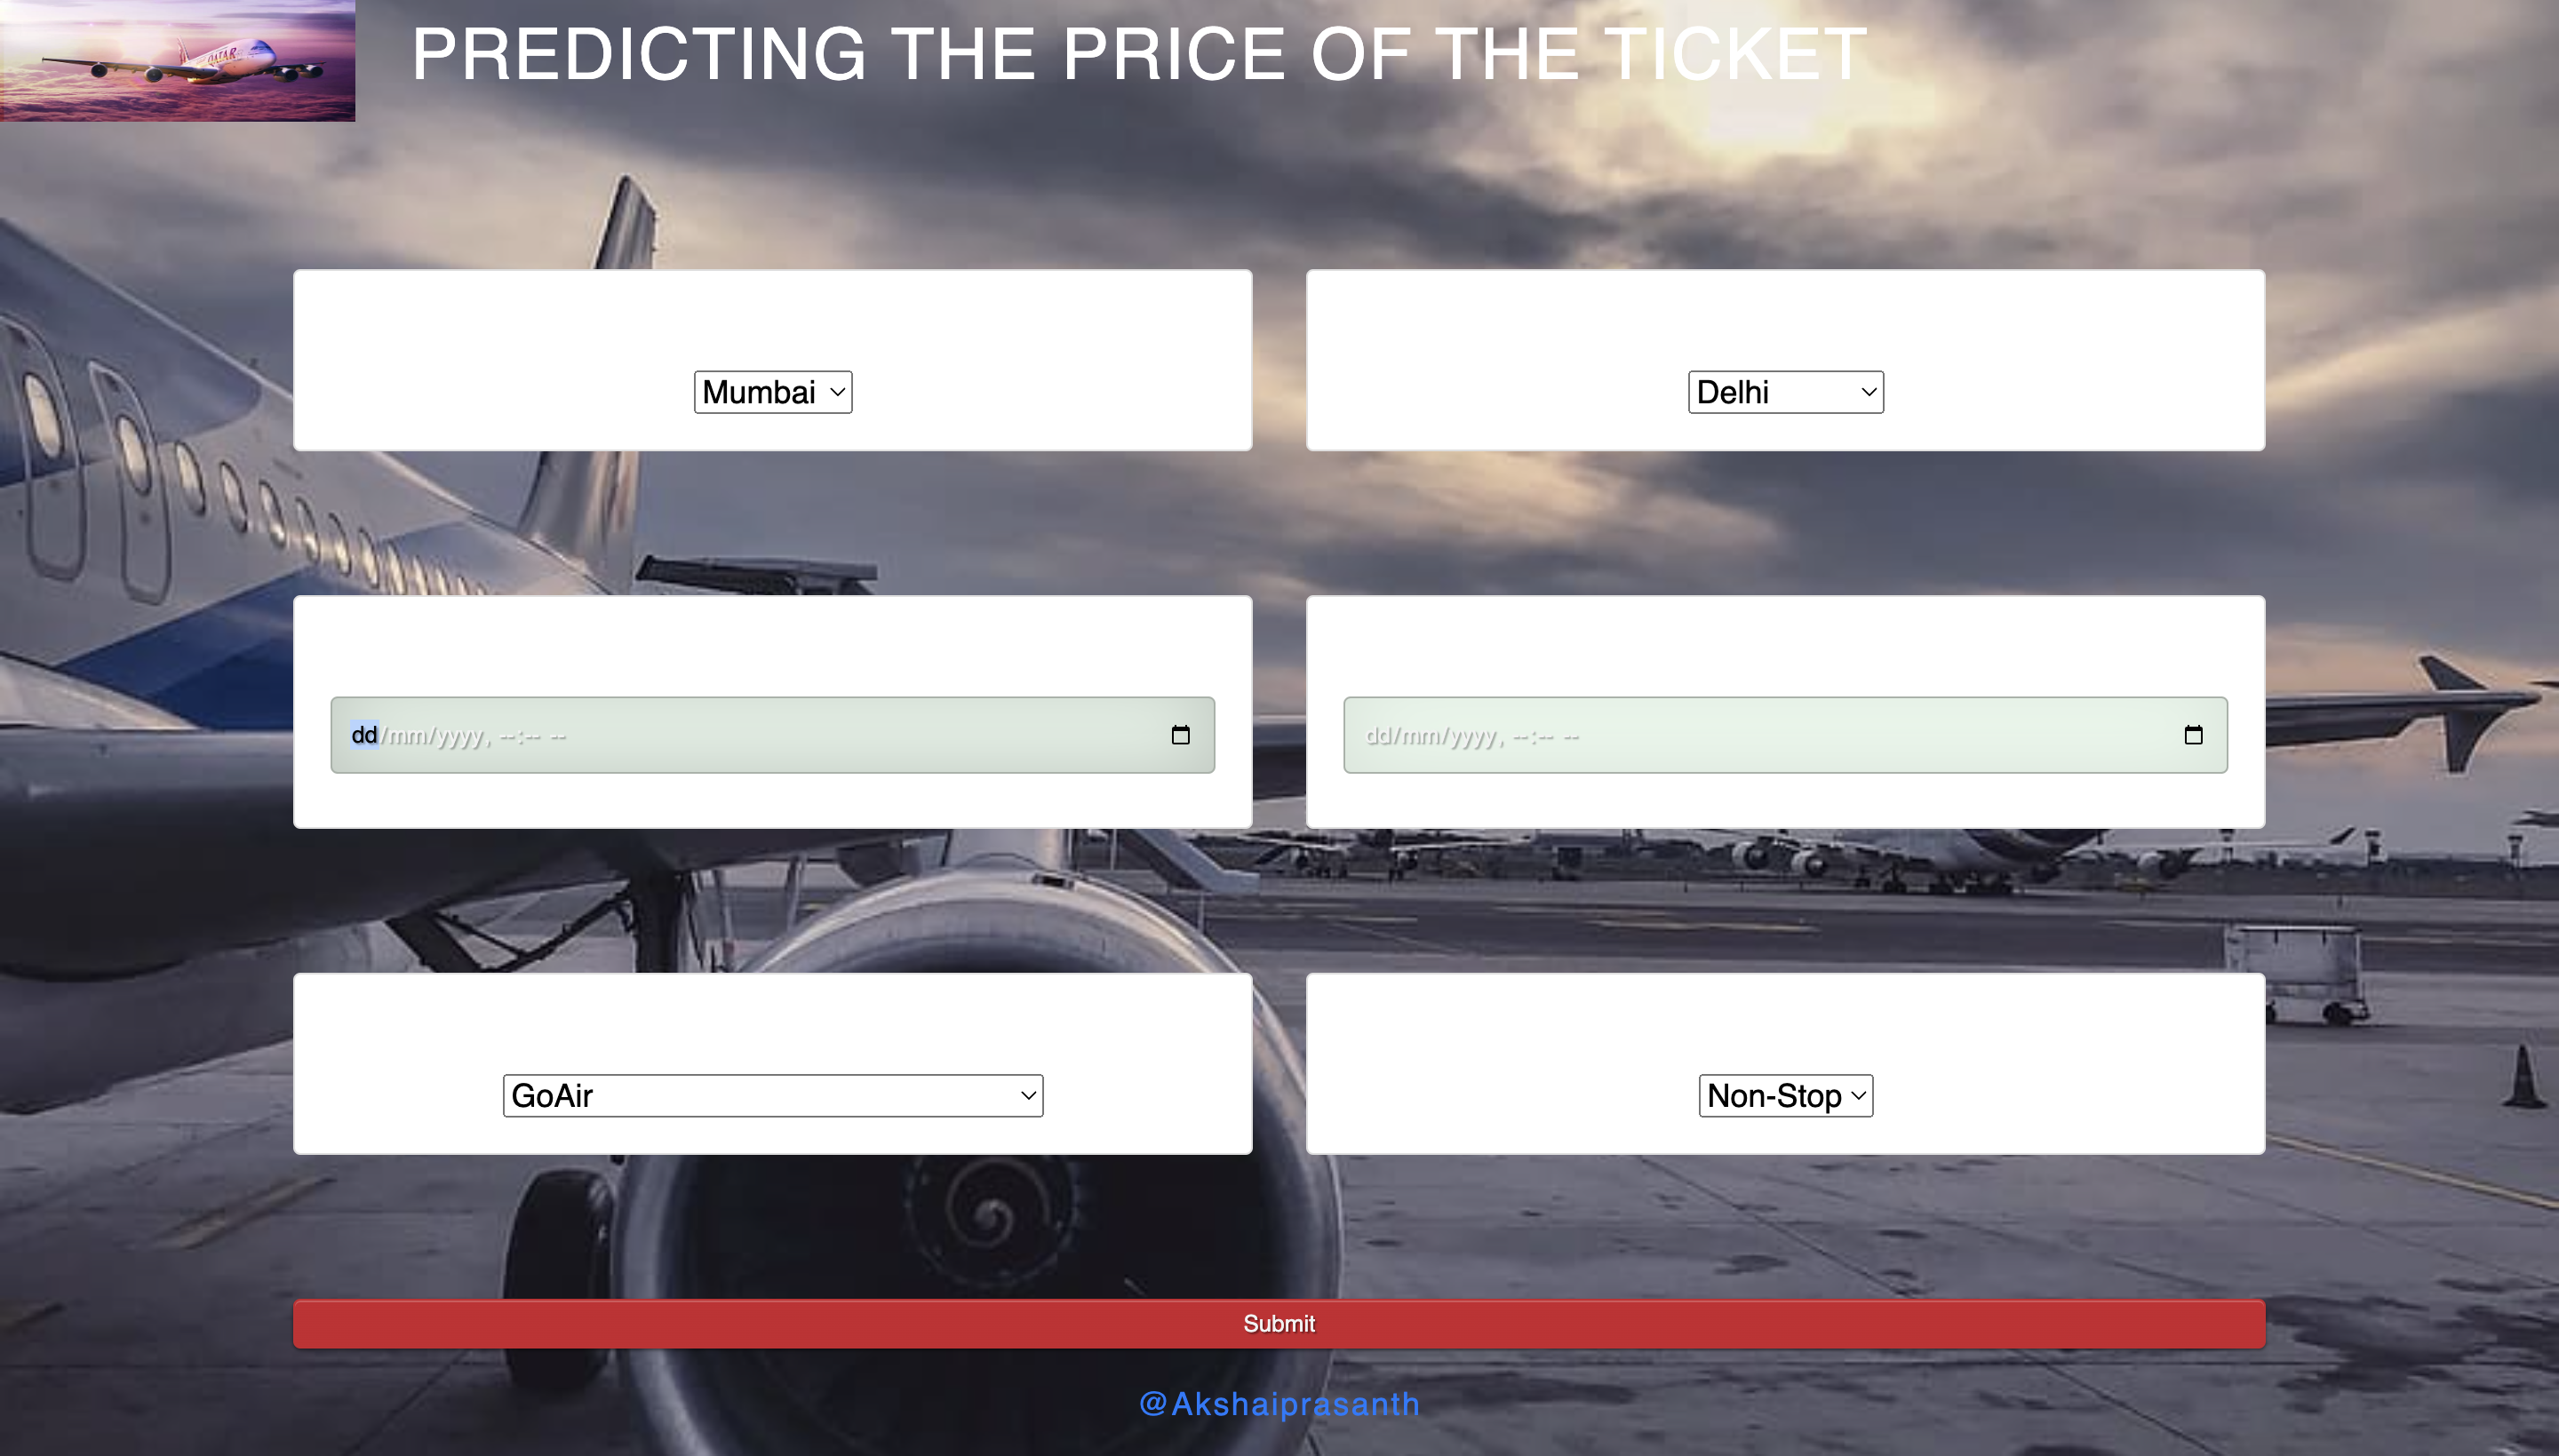 QATAR
PREDICTING THE PRICE OF THE TICKET
Mumbai
Delhi
dd/mm/yyyy, --:-- --
dd/mm/yyyy, --:-- --
GoAir
Non-Stop
Submit
@Akshaiprasanth